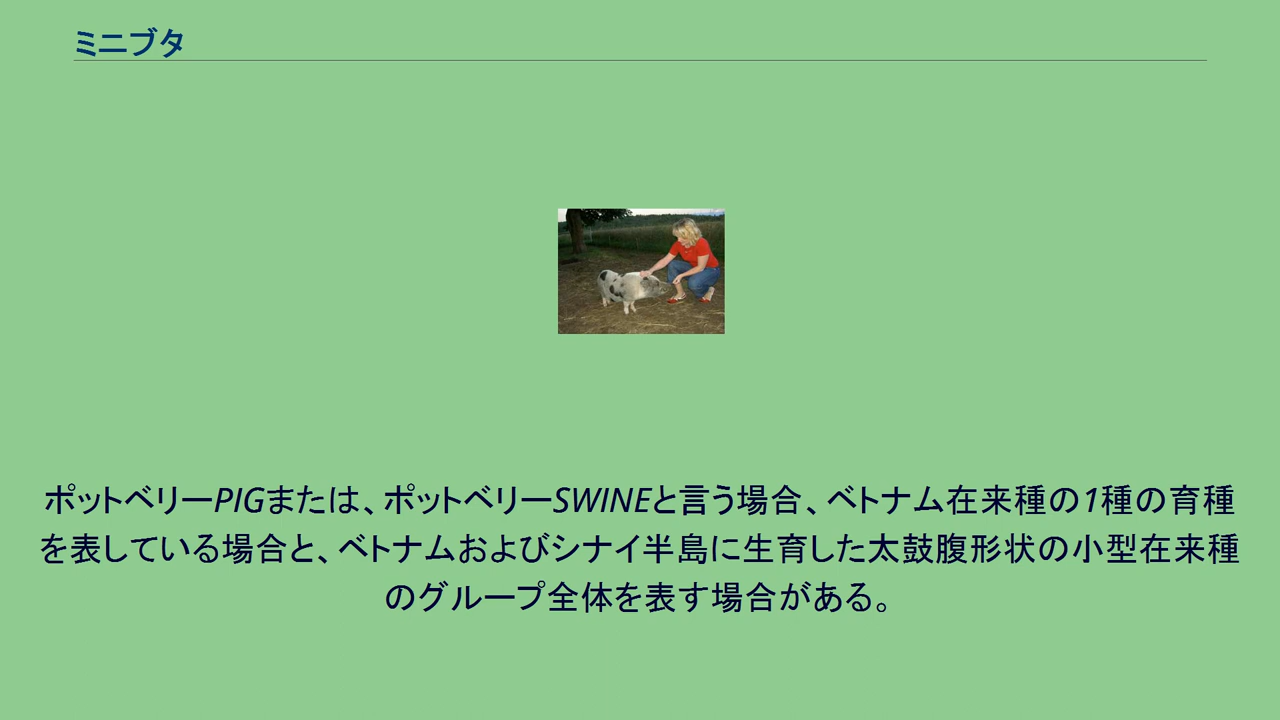 ミニブタ
ポットベリーPIGまたは、ポットベリーSWINEと言う場合、ベトナム在来種の1種の育種
を表している場合と、ベトナムおよびシナイ半島に生育した太鼓腹形状の小型在来種
のグループ全体を表す場合がある。